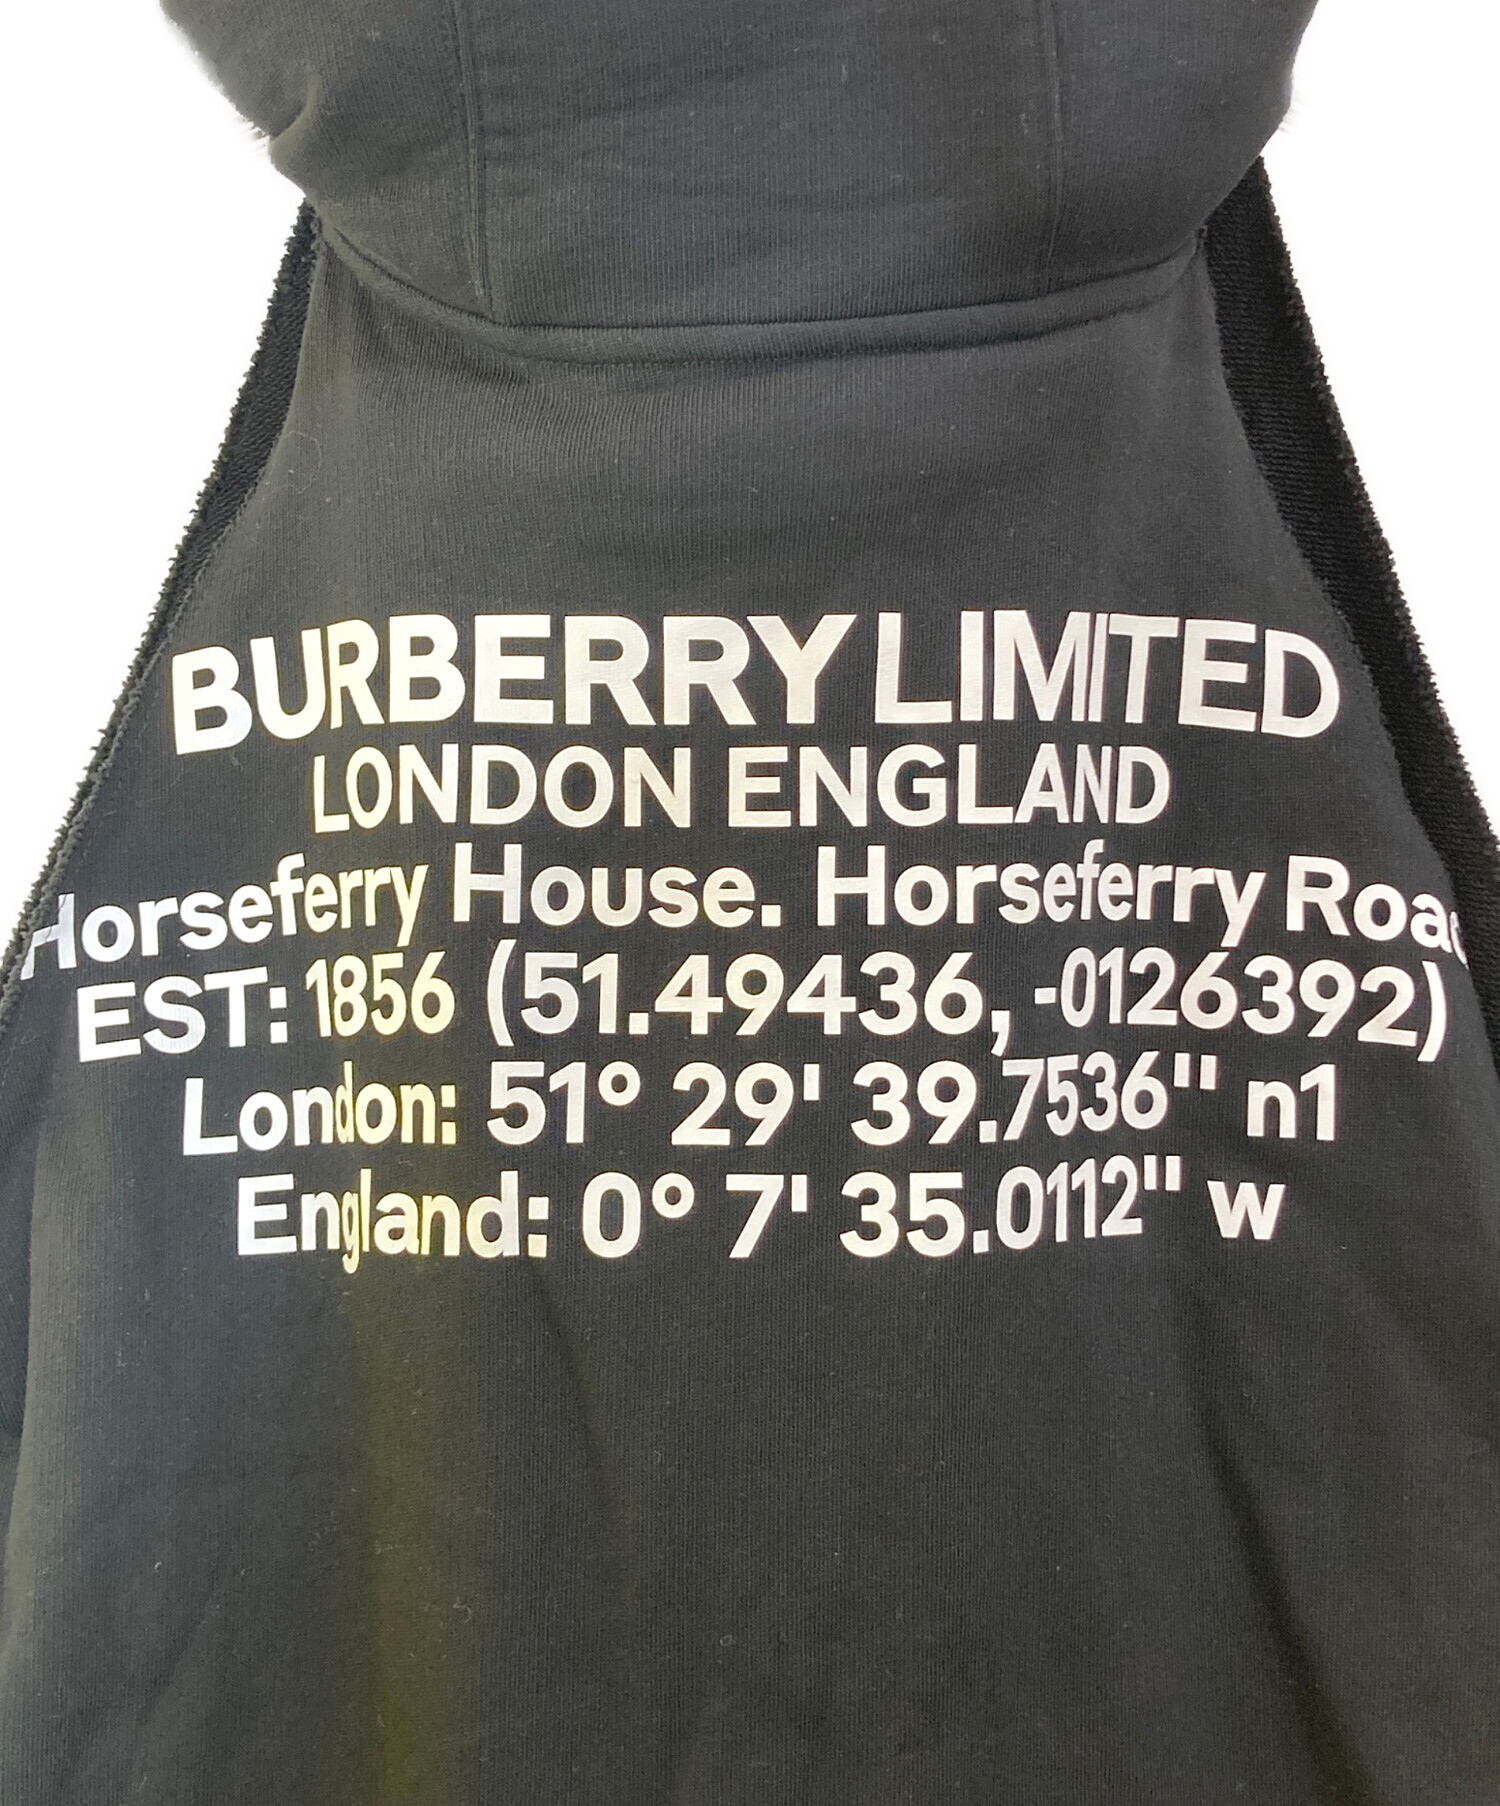 BURBERRY LIMITED
LONDON ENGLAND
Horseferry House. Horseferry Road
EST: 1856 (51.49436, -0126392)
London: 51° 29' 39.7536" n1
England: 0° 7' 35.0112" w